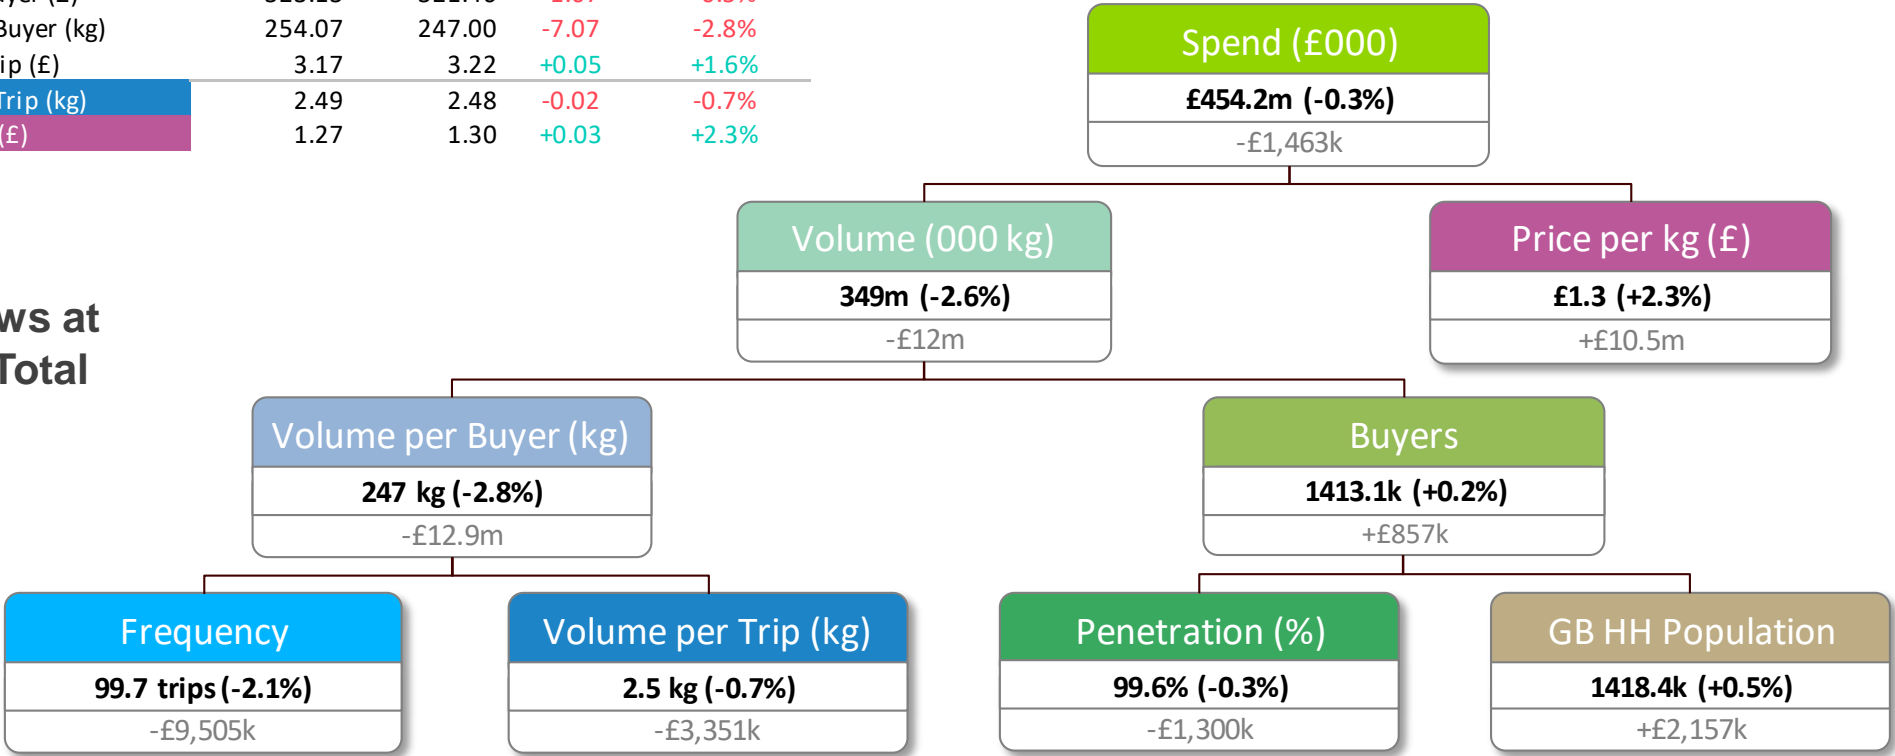 Buyer (kg) 254.07 247.00 -7.07 -2.8%
ip (£) 3.17 3.22 +0.05 +1.6%
Trip (kg) 2.49 2.48 -0.02 -0.7%
(£) 1.27 1.30 +0.03 +2.3%
Spend (£000)
£454.2m (-0.3%)
-£1,463k
Volume (000 kg)
349m (-2.6%)
-£12m
Price per kg (£)
£1.3 (+2.3%)
+£10.5m
ws at
Total
Volume per Buyer (kg)
247 kg (-2.8%)
-£12.9m
Buyers
1413.1k (+0.2%)
+£857k
Frequency
99.7 trips (-2.1%)
-£9,505k
Volume per Trip (kg)
2.5 kg (-0.7%)
-£3,351k
Penetration (%)
99.6% (-0.3%)
-£1,300k
GB HH Population
1418.4k (+0.5%)
+£2,157k